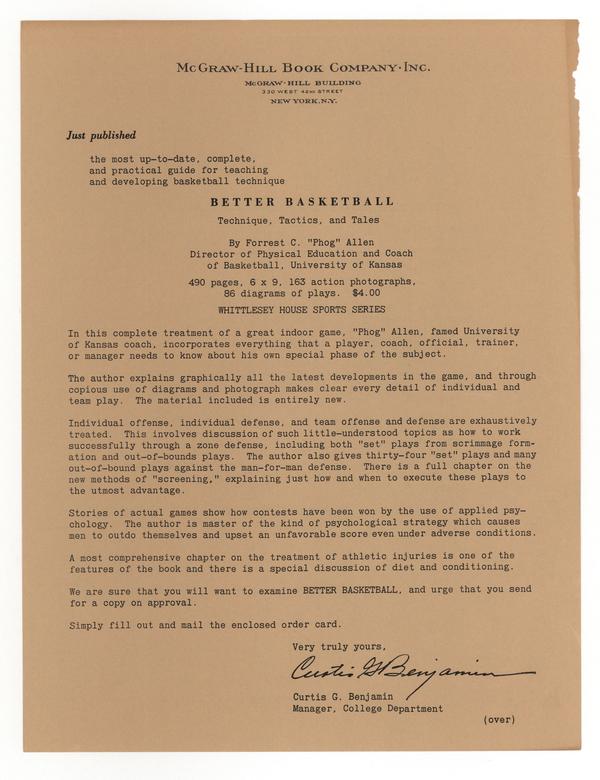 McGraw-Hill Book Company·Inc.
McGraw-Hill Building
330 West 42nd Street
New York, N.Y.
Just published
the most up-to-date, complete,
and practical guide for teaching
and developing basketball technique
BETTER BASKETBALL
Technique, Tactics, and Tales
By Forrest C. "Phog" Allen
Director of Physical Education and Coach
of Basketball, University of Kansas
490 pages, 6 x 9, 163 action photographs,
86 diagrams of plays. $4.00
WHITTLESEY HOUSE SPORTS SERIES
In this complete treatment of a great indoor game, "Phog" Allen, famed University
of Kansas coach, incorporates everything that a player, coach, official, trainer,
or manager needs to know about his own special phase of the subject.
The author explains graphically all the latest developments in the game, and through
copious use of diagrams and photograph makes clear every detail of individual and
team play. The material included is entirely new.
Individual offense, individual defense, and team offense and defense are exhaustively
treated. This involves discussion of such little-understood topics as how to work
successfully through a zone defense, including both "set" plays from scrimmage form-
ation and out-of-bounds plays. The author also gives thirty-four "set" plays and many
out-of-bound plays against the man-for-man defense. There is a full chapter on the
new methods of "screening," explaining just how and when to execute these plays to
the utmost advantage.
Stories of actual games show how contests have been won by the use of applied psy-
chology. The author is master of the kind of psychological strategy which causes
men to outdo themselves and upset an unfavorable score even under adverse conditions.
A most comprehensive chapter on the treatment of athletic injuries is one of the
features of the book and there is a special discussion of diet and conditioning.
We are sure that you will want to examine BETTER BASKETBALL, and urge that you send
for a copy on approval.
Simply fill out and mail the enclosed order card.
Very truly yours,
Curtis G. Benjamin
Curtis G. Benjamin
Manager, College Department
(over)